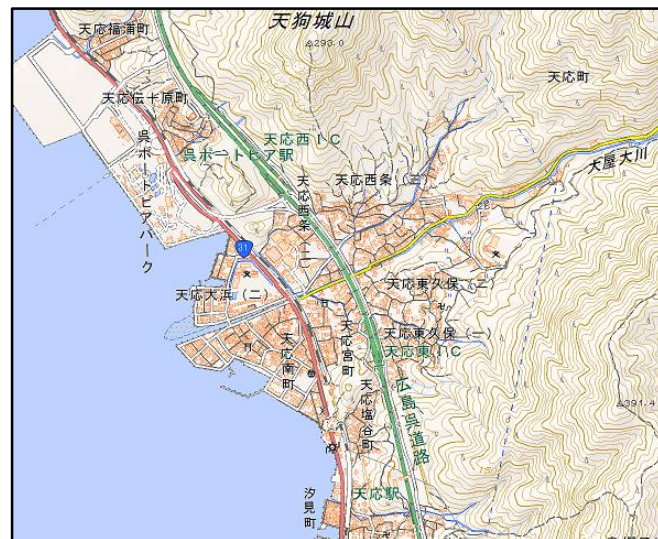 天狗城山
293.0
天応福浦町
天応町
天応伝十原町
天応西IC
呉ポートピア駅
大屋大川
天応西条(三)
呉ポートピアパーク
天応西条(二)
31
天応東久保(二)
天応大浜(二)
天応東久保(一)
天応東IC
天応宮町
天応南町
広島呉道路
天応塩谷町
391.4
150
天応駅
汐見町